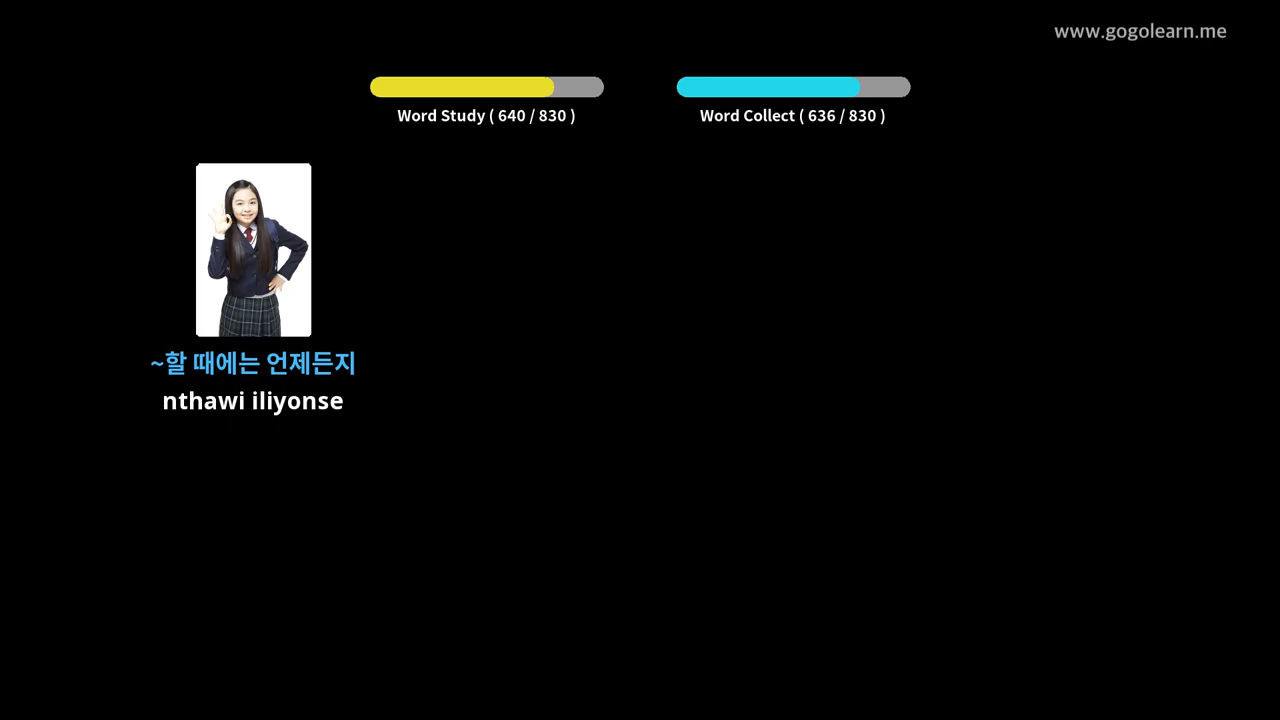 www.gogolearn.me
Word Study ( 640 / 830 )
Word Collect ( 636 / 830 )
~할 때에는 언제든지
nthawi iliyonse